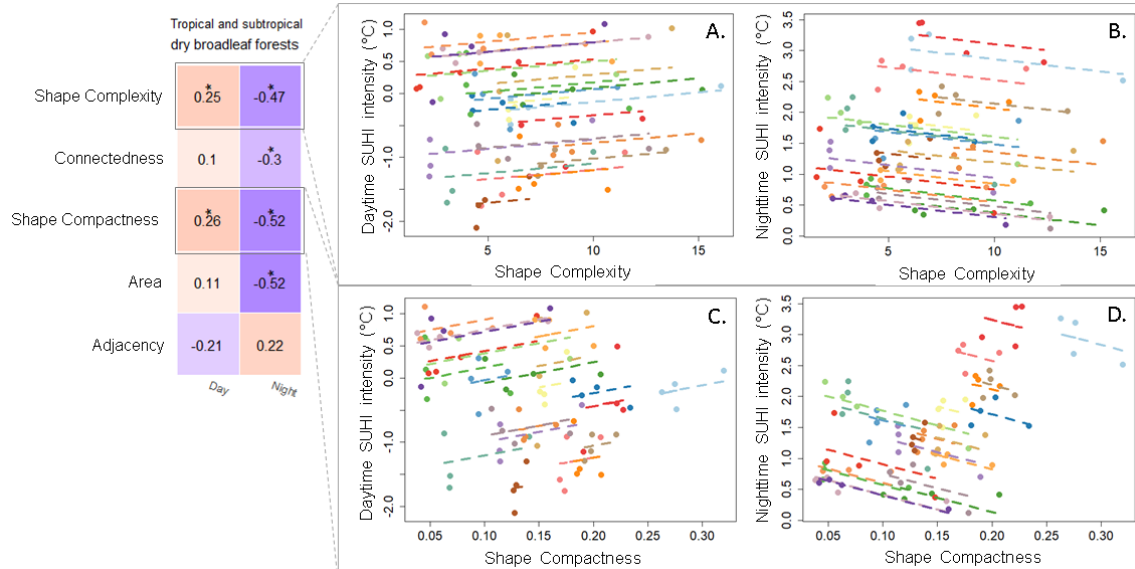 Tropical and subtropical
dry broadleaf forests
Shape Complexity
0.25
*
-0.47
*
Connectedness
0.1
-0.3
*
Shape Compactness
0.26
*
-0.52
*
Area
0.11
-0.52
*
Adjacency
-0.21
0.22
Day
Night
A.
Daytime SUHI intensity (°C)
1.0
0.0
-1.0
-2.0
5
10
15
Shape Complexity
B.
Nighttime SUHI intensity (°C)
3.5
3.0
2.5
2.0
1.5
1.0
0.5
0.0
5
10
15
Shape Complexity
C.
Daytime SUHI intensity (°C)
1.0
0.0
-1.0
-2.0
0.05
0.10
0.15
0.20
0.25
0.30
Shape Compactness
D.
Nighttime SUHI intensity (°C)
3.5
3.0
2.5
2.0
1.5
1.0
0.5
0.0
0.05
0.10
0.15
0.20
0.25
0.30
Shape Compactness